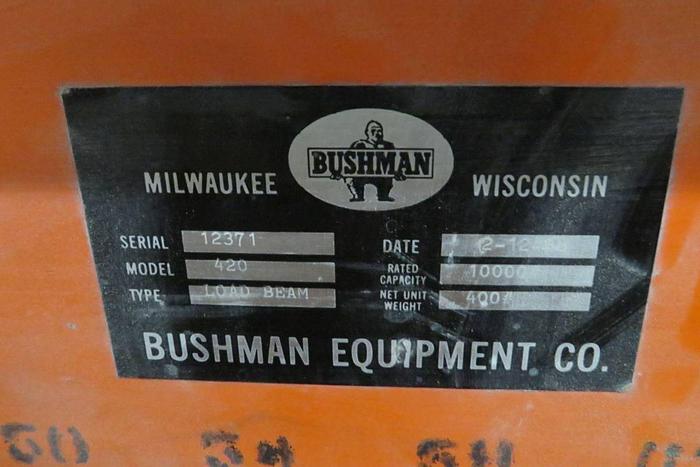 BUSHMAN
MILWAUKEE WISCONSIN
SERIAL 12371 DATE
MODEL 420 RATED CAPACITY 10000
TYPE LOAD BEAM NET UNIT WEIGHT 400#
BUSHMAN EQUIPMENT CO.